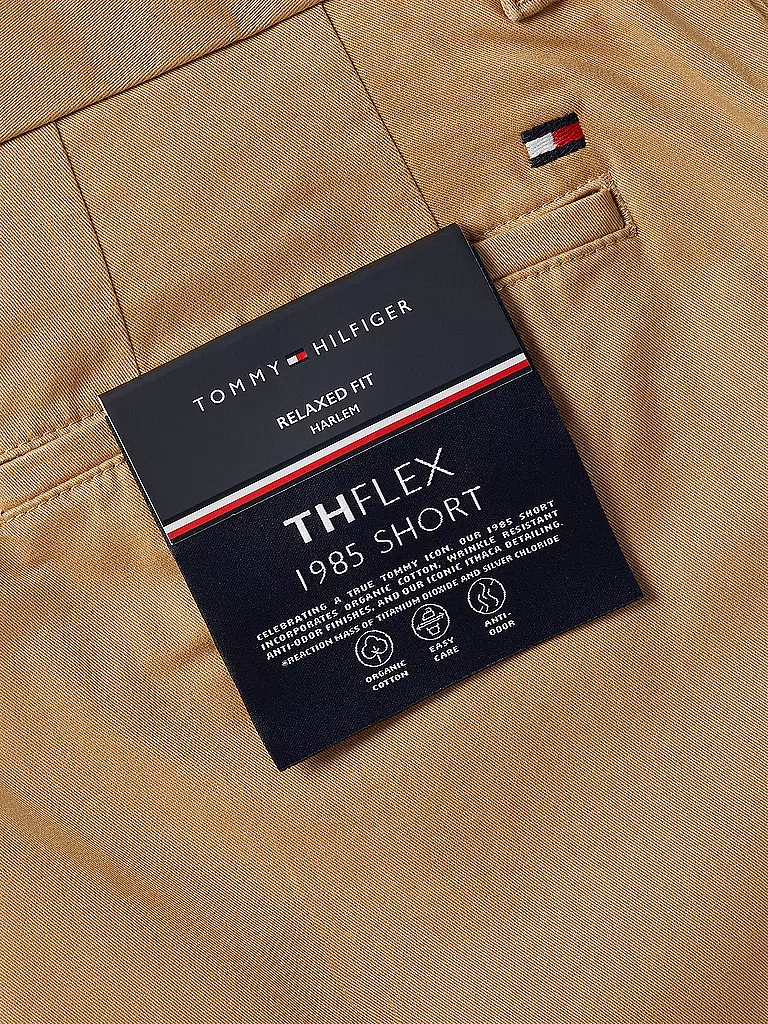 TOMMY HILFIGER
RELAXED FIT
HARLEM
THFLEX
1985 SHORT
CELEBRATING A TRUE TOMMY ICON, OUR 1985 SHORT
INCORPORATES ORGANIC COTTON, WRINKLE RESISTANT
ANTI-ODOR FINISHES, AND OUR ICONIC ITHACA DETAILING.
*REACTION MASS OF TITANIUM DIOXIDE AND SILVER CHLORIDE
ORGANIC
COTTON
EASY
CARE
ANTI-
ODOR